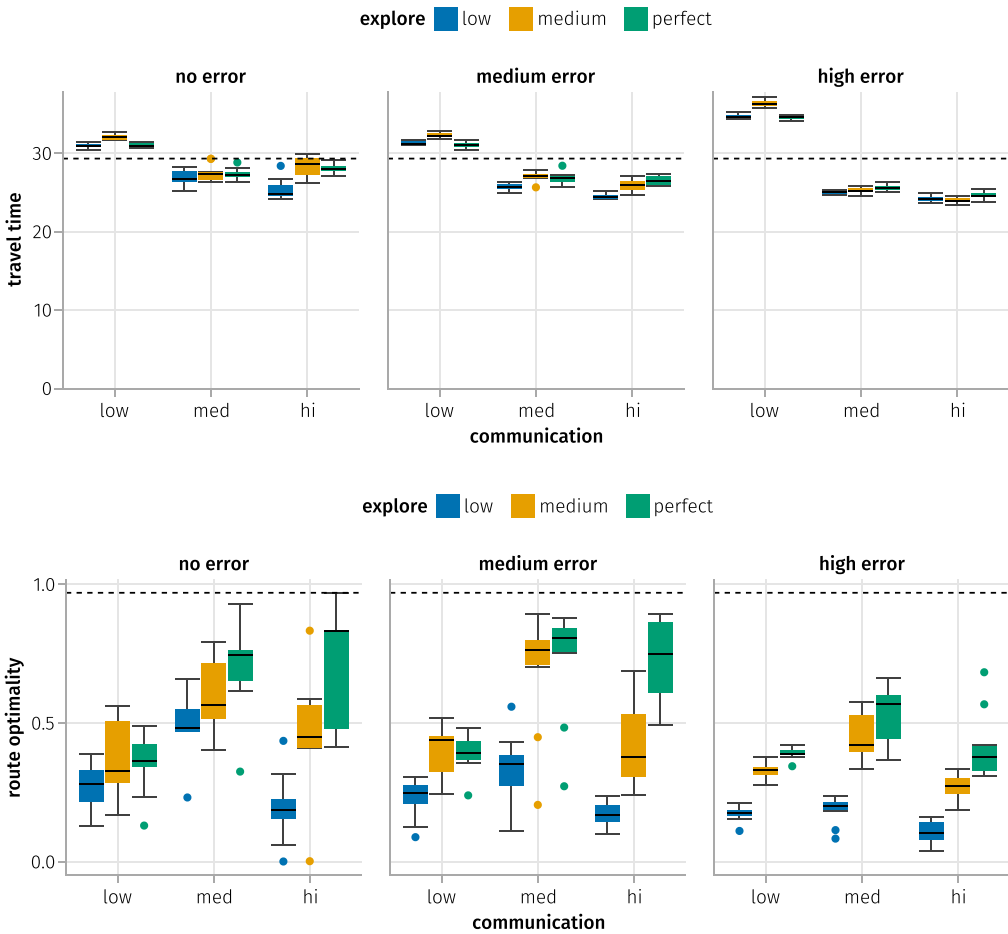 explore low medium perfect
no error medium error high error
travel time
30
20
10
0
low med hi low med hi low med hi
communication
explore low medium perfect
no error medium error high error
route optimality
1.0
0.5
0.0
low med hi low med hi low med hi
communication